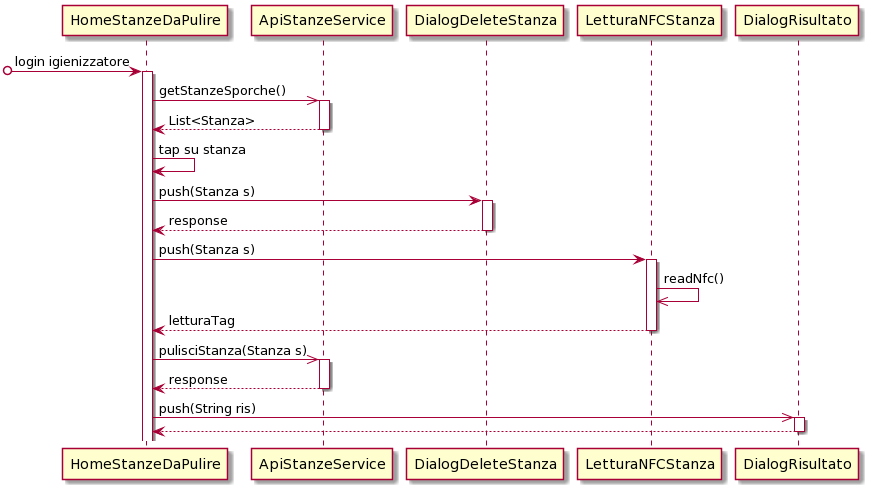 HomeStanzeDaPulire
ApiStanzeService
DialogDeleteStanza
LetturaNFCStanza
DialogRisultato
login igienizzatore
getStanzeSporche()
List<Stanza>
tap su stanza
push(Stanza s)
response
push(Stanza s)
readNfc()
letturaTag
pulisciStanza(Stanza s)
response
push(String ris)
HomeStanzeDaPulire
ApiStanzeService
DialogDeleteStanza
LetturaNFCStanza
DialogRisultato